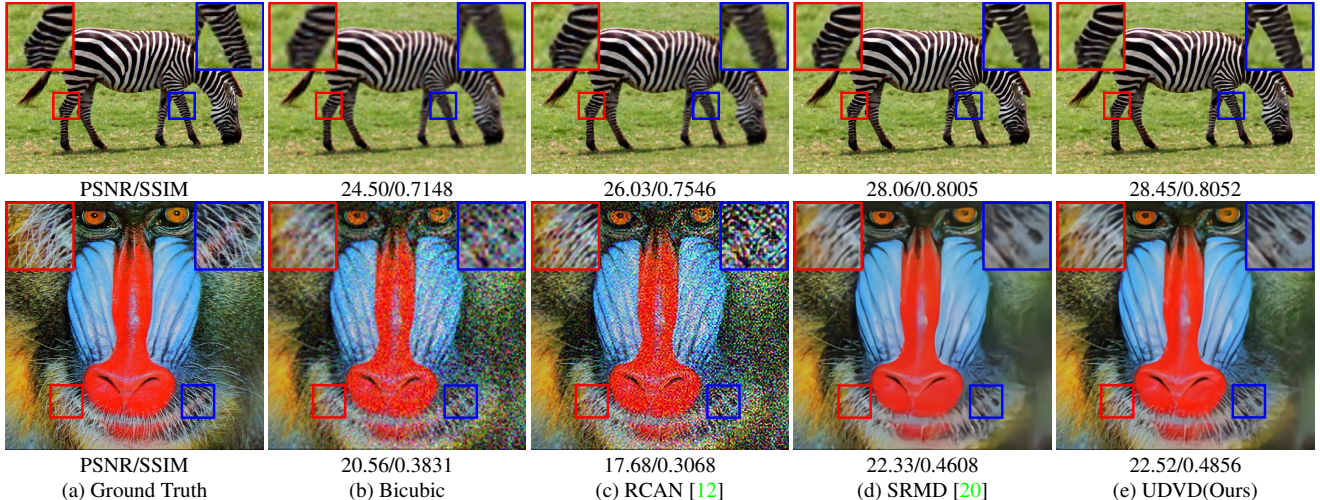 PSNR/SSIM 24.50/0.7148 26.03/0.7546 28.06/0.8005 28.45/0.8052
PSNR/SSIM 20.56/0.3831 17.68/0.3068 22.33/0.4608 22.52/0.4856
(a) Ground Truth (b) Bicubic (c) RCAN [12] (d) SRMD [20] (e) UDVD(Ours)